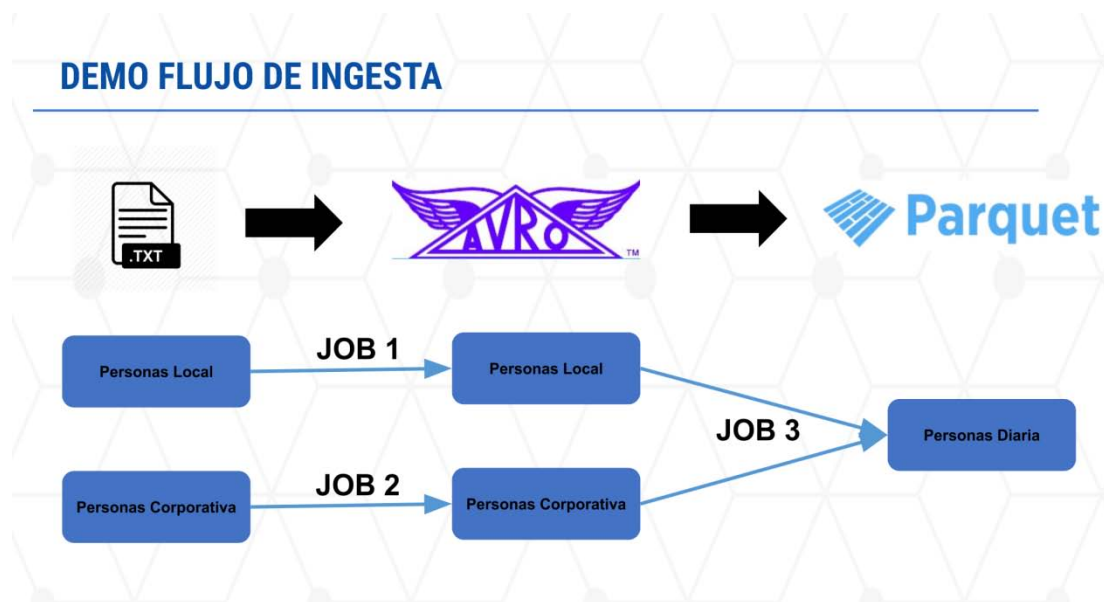 DEMO FLUJO DE INGESTA
.TXT
AVRO
TM
Parquet
JOB 1
Personas Local
Personas Local
JOB 3
Personas Diaria
JOB 2
Personas Corporativa
Personas Corporativa